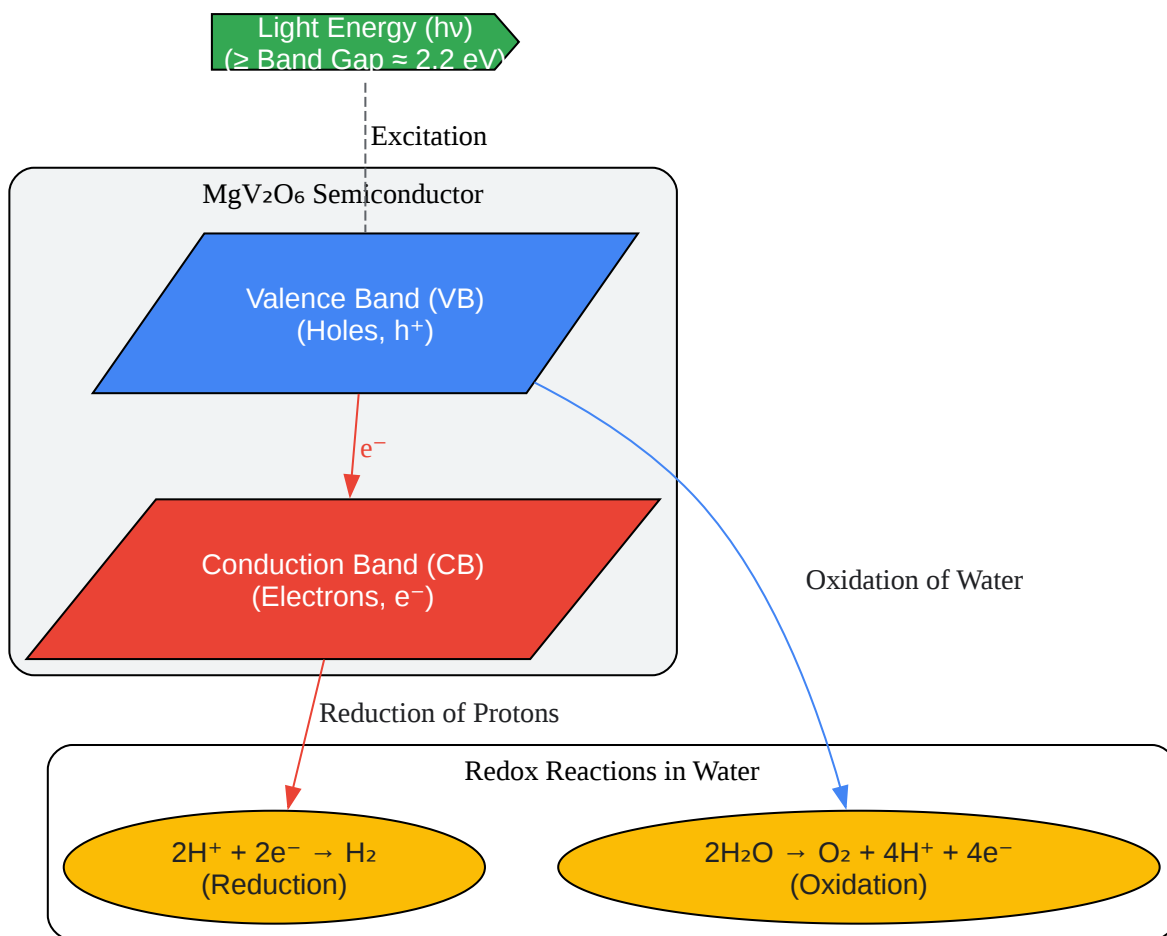 Light Energy (hν)
(≥ Band Gap ≈ 2.2 eV)
Excitation
MgV₂O₆ Semiconductor
Valence Band (VB)
(Holes, h⁺)
e⁻
Conduction Band (CB)
(Electrons, e⁻)
Oxidation of Water
Reduction of Protons
Redox Reactions in Water
2H⁺ + 2e⁻ → H₂
(Reduction)
2H₂O → O₂ + 4H⁺ + 4e⁻
(Oxidation)